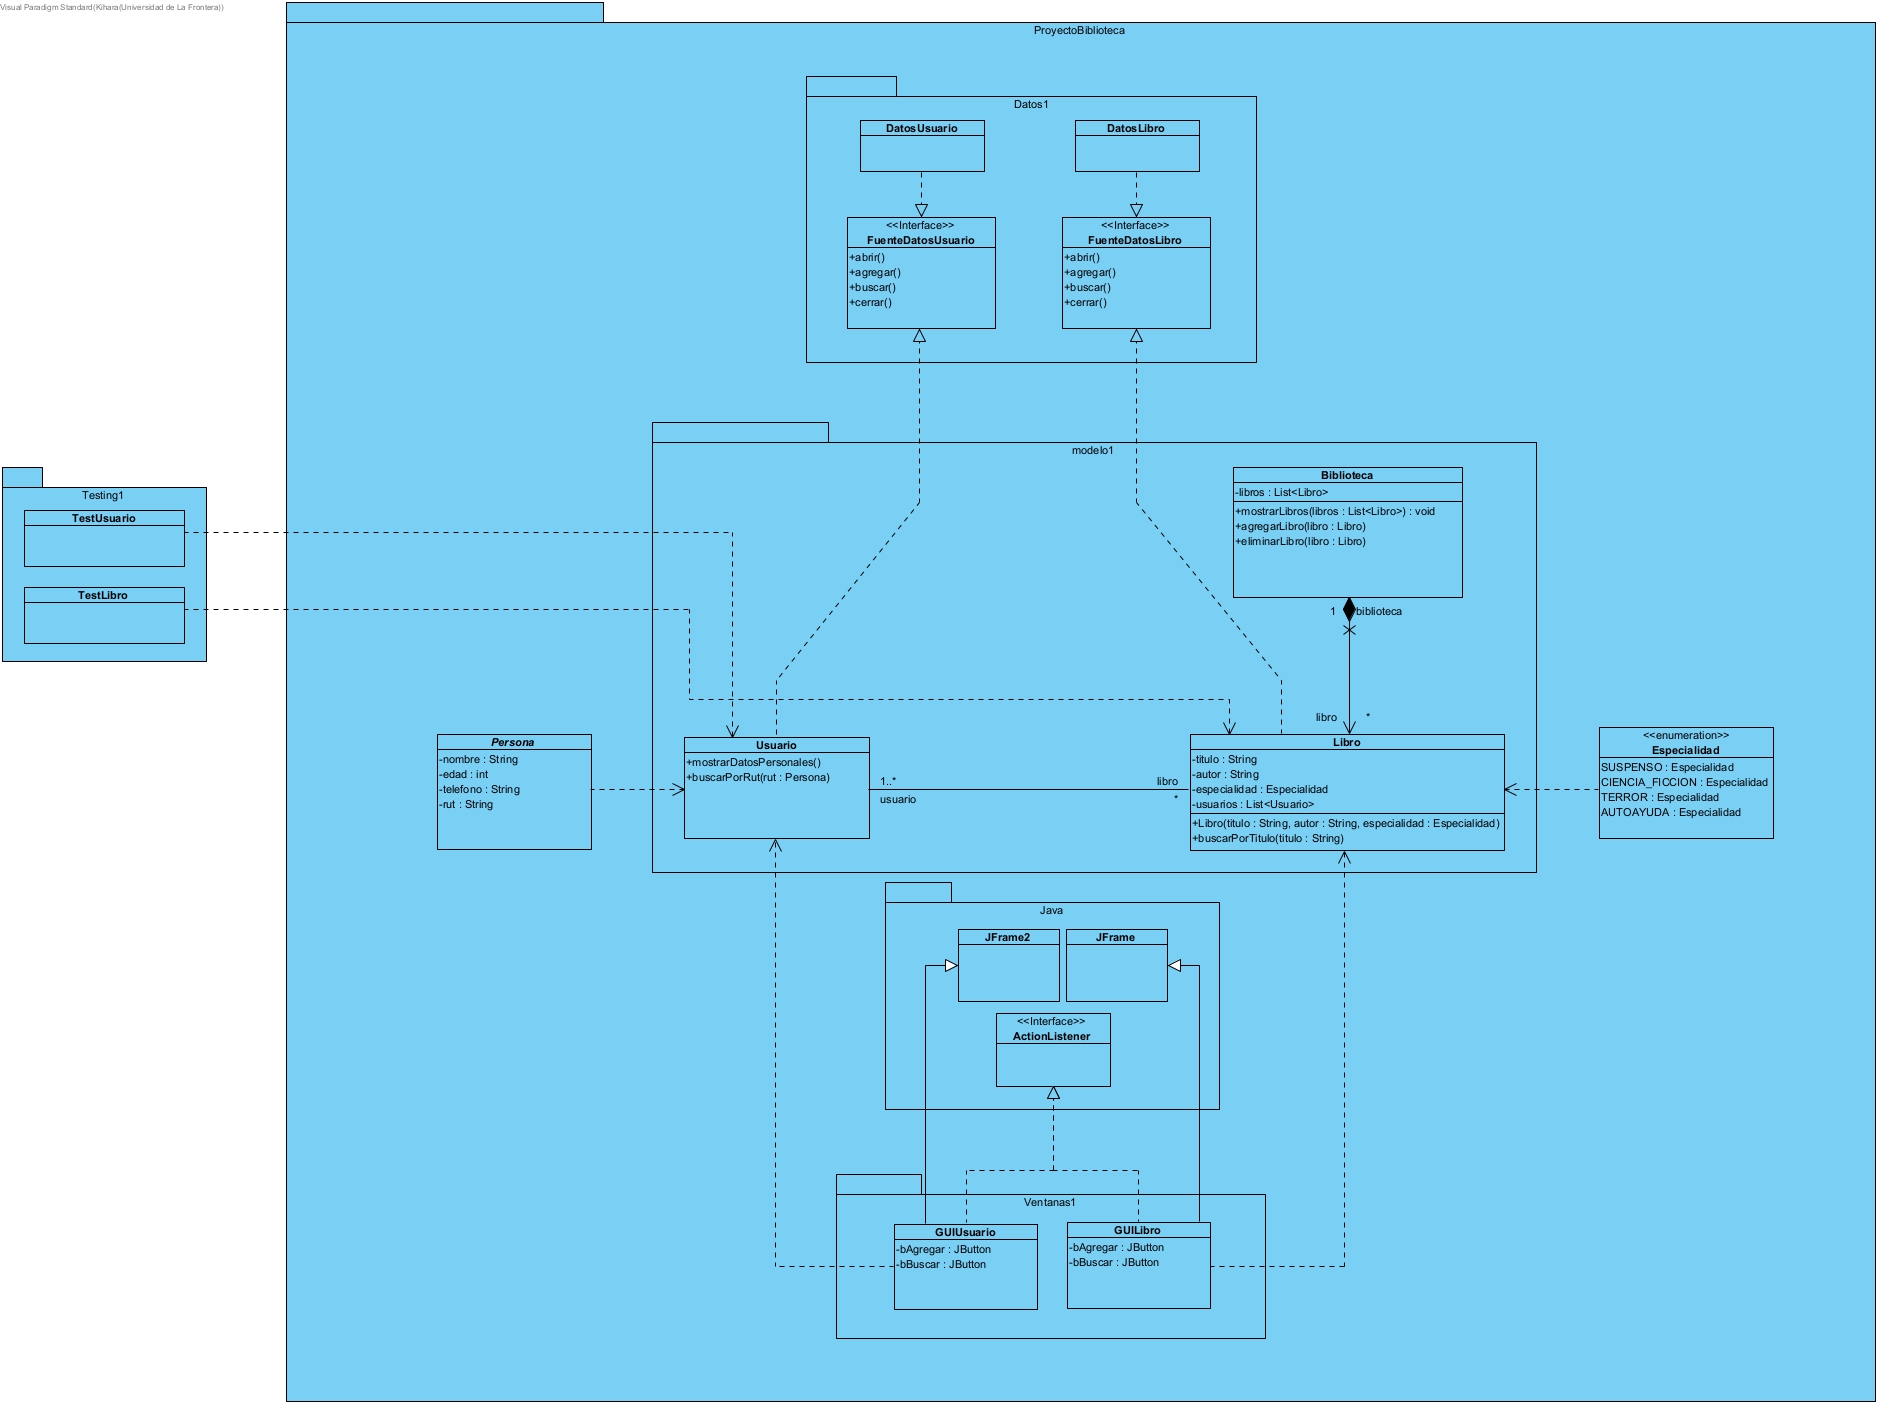 Visual Paradigm Standard(Kihara(Universidad de La Frontera))
ProyectoBiblioteca
Datos1
DatosUsuario
DatosLibro
<<Interface>>
FuenteDatosUsuario
+abrir()
+agregar()
+buscar()
+cerrar()
<<Interface>>
FuenteDatosLibro
+abrir()
+agregar()
+buscar()
+cerrar()
modelo1
Biblioteca
-libros : List<Libro>
+mostrarLibros(libros : List<Libro>) : void
+agregarLibro(libro : Libro)
+eliminarLibro(libro : Libro)
Testing1
TestUsuario
TestLibro
1
biblioteca
libro
*
Persona
-nombre : String
-edad : int
-telefono : String
-rut : String
Usuario
+mostrarDatosPersonales()
+buscarPorRut(rut : Persona)
1..*
usuario
libro
*
Libro
-titulo : String
-autor : String
-especialidad : Especialidad
-usuarios : List<Usuario>
+Libro(titulo : String, autor : String, especialidad : Especialidad)
+buscarPorTitulo(titulo : String)
<<enumeration>>
Especialidad
SUSPENSO : Especialidad
CIENCIA_FICCION : Especialidad
TERROR : Especialidad
AUTOAYUDA : Especialidad
Java
JFrame2
JFrame
<<Interface>>
ActionListener
Ventanas1
GUIUsuario
-bAgregar : JButton
-bBuscar : JButton
GUILibro
-bAgregar : JButton
-bBuscar : JButton